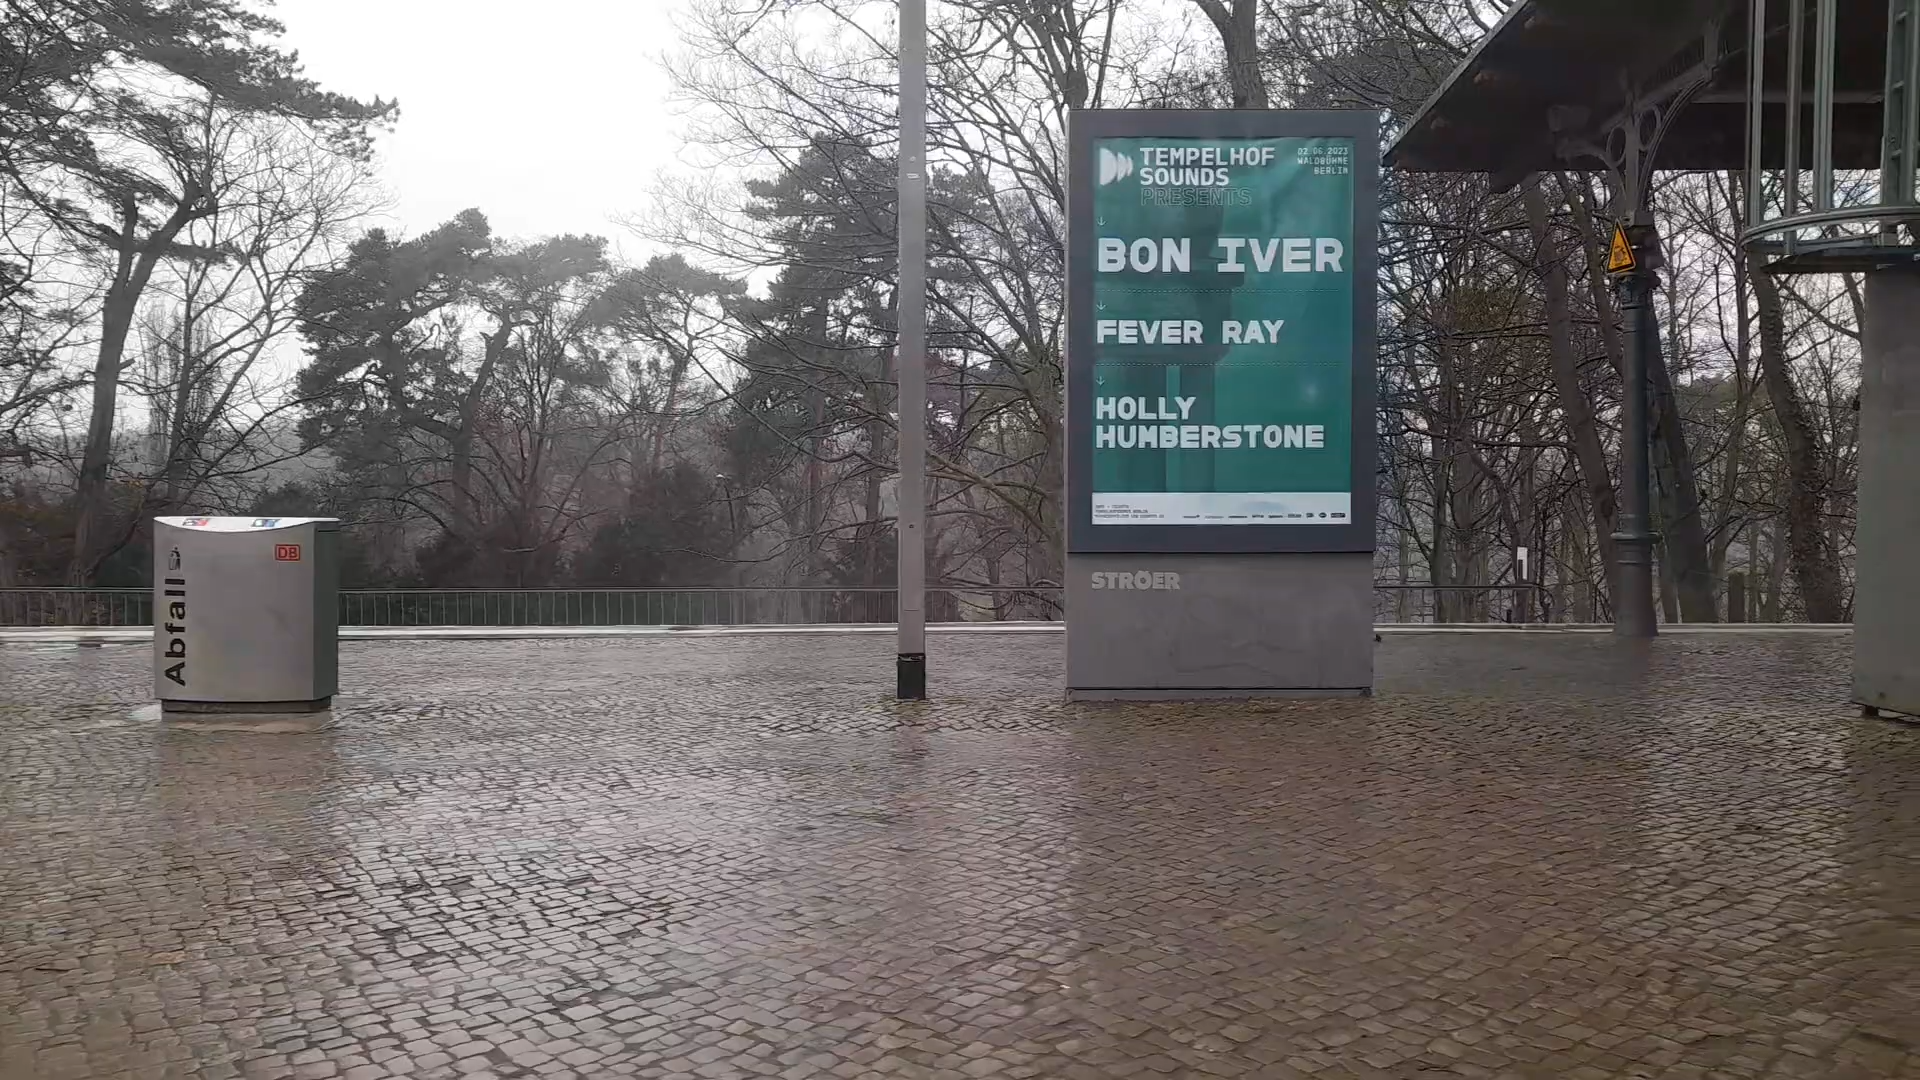 TEMPELHOF
SOUNDS
PRESENTS
02.06.2023
WALDBÜHNE
BERLIN
↓
BON IVER
↓
FEVER RAY
↓
HOLLY
HUMBERSTONE
STRÖER
DB
Abfall